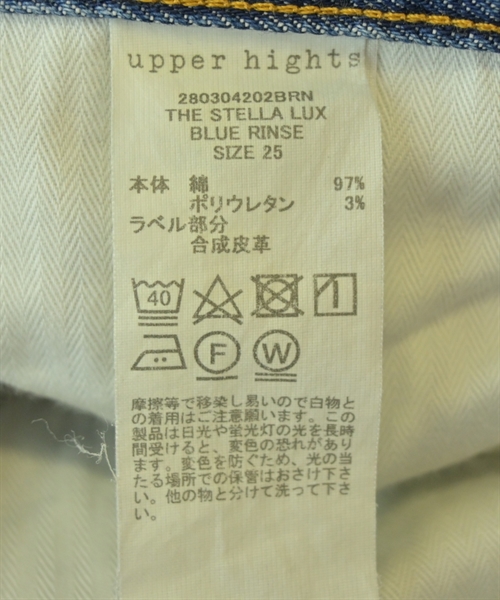 upper hights
280304202BRN
THE STELLA LUX
BLUE RINSE
SIZE 25
本体 綿 97%
ポリウレタン 3%
ラベル部分
合成皮革
40
F W
摩擦等で移染し易いので白物と
の着用はご注意願います。この
製品は日光や蛍光灯の光を長時
間受けると、変色の恐れがあり
ます。変色を防ぐため、光の当
たる場所での保管はおさけ下さ
い。他の物と分けて洗って下さ
い。